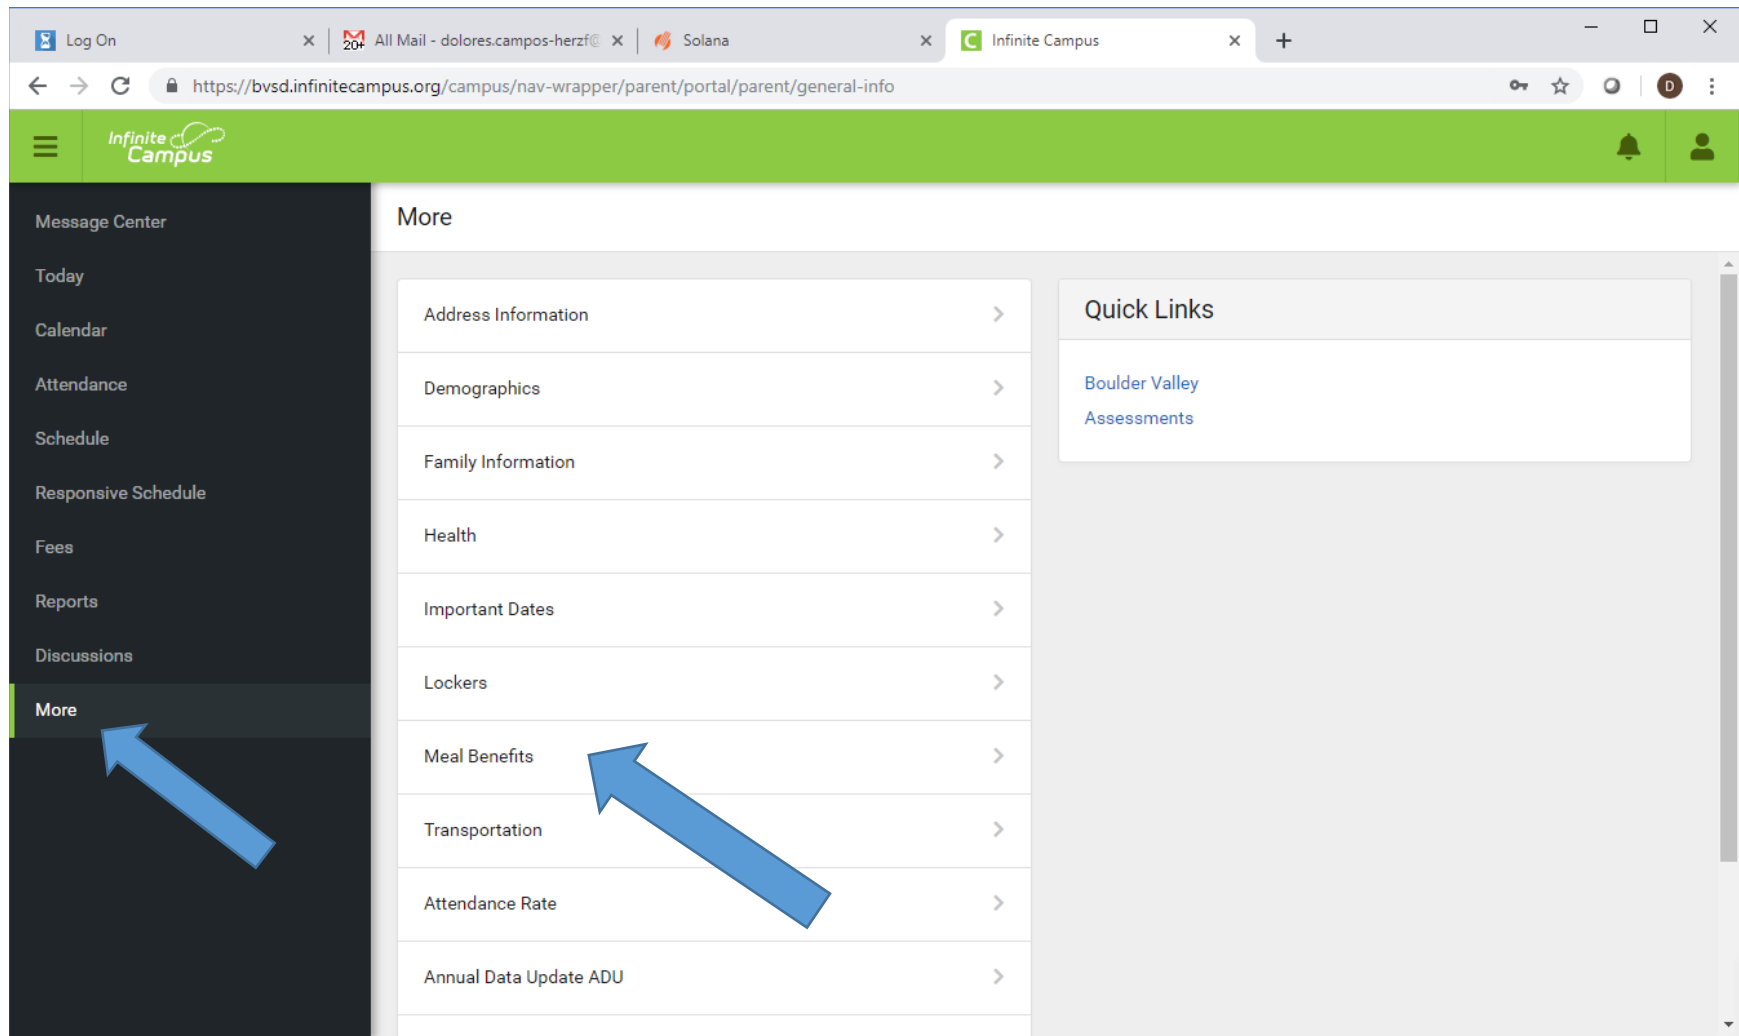 Log On
20+ All Mail - dolores.campos-herzf@
Solana
Infinite Campus
https://bvsd.infinitecampus.org/campus/nav-wrapper/parent/portal/parent/general-info
D
Infinite
Campus
Message Center
Today
Calendar
Attendance
Schedule
Responsive Schedule
Fees
Reports
Discussions
More
More
Address Information
Demographics
Family Information
Health
Important Dates
Lockers
Meal Benefits
Transportation
Attendance Rate
Annual Data Update ADU
Quick Links
Boulder Valley
Assessments